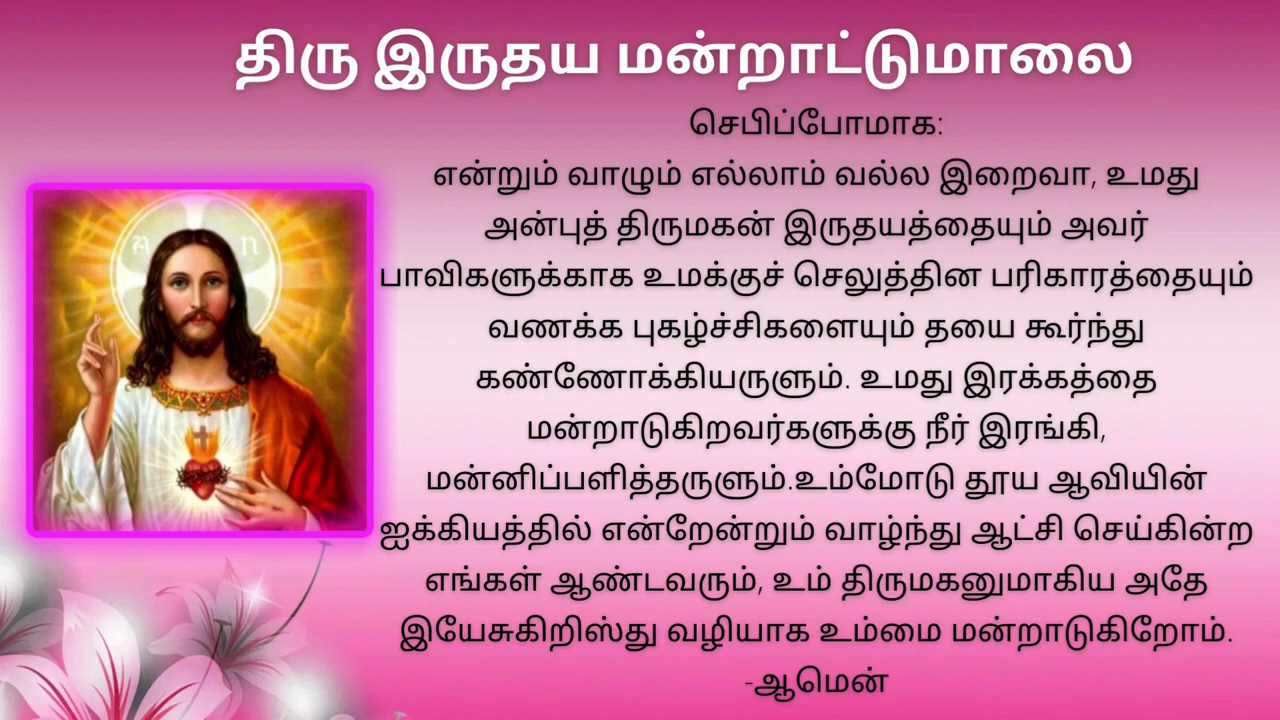 திரு இருதய மன்றாட்டுமாலை
செபிப்போமாக:
என்றும் வாழும் எல்லாம் வல்ல இறைவா, உமது
அன்புத் திருமகன் இருதயத்தையும் அவர்
பாவிகளுக்காக உமக்குச் செலுத்தின பரிகாரத்தையும்
வணக்க புகழ்ச்சிகளையும் தயை கூர்ந்து
கண்ணோக்கியருளும். உமது இரக்கத்தை
மன்றாடுகிறவர்களுக்கு நீர் இரங்கி,
மன்னிப்பளித்தருளும்.உம்மோடு தூய ஆவியின்
ஐக்கியத்தில் என்றேன்றும் வாழ்ந்து ஆட்சி செய்கின்ற
எங்கள் ஆண்டவரும், உம் திருமகனுமாகிய அதே
இயேசுகிறிஸ்து வழியாக உம்மை மன்றாடுகிறோம்.
-ஆமென்
A Ω